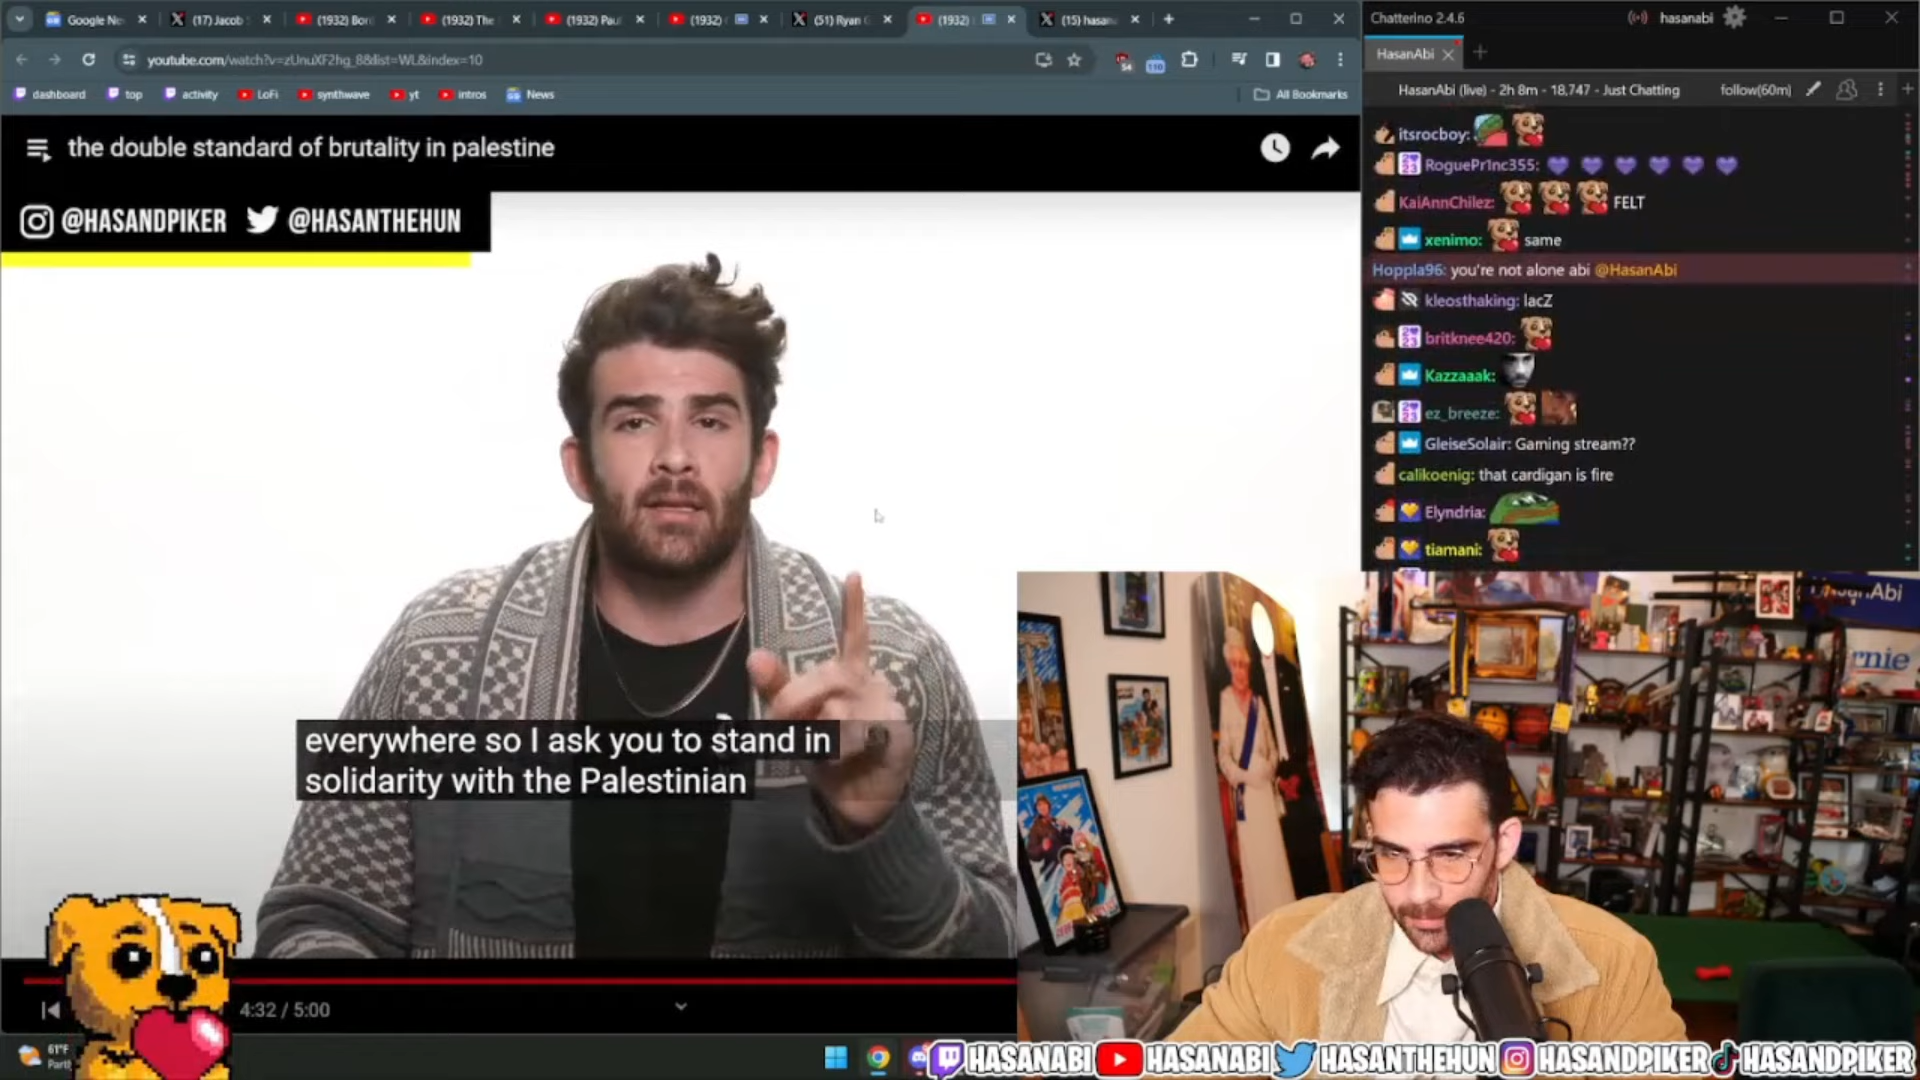 Google Ne
(17) Jacob
(1932) Bor
(1932) The
(1932) Pau
(1932)
(51) Ryan G
(1932)
(15) hasan
youtube.com/watch?v=zUnuXF2hg_8&list=WL&index=10
54
110
dashboard
top
activity
LoFi
synthwave
yt
intros
News
All Bookmarks
the double standard of brutality in palestine
@HASANDPIKER
@HASANTHEHUN
everywhere so I ask you to stand in
solidarity with the Palestinian
4:32 / 5:00
61°F
Chatterino 2.4.6
hasanabi
HasanAbi
HasanAbi (live) - 2h 8m - 18,747 - Just Chatting
follow(60m)
itsrocboy:
RoguePr1nc355:
KaiAnnChilez: FELT
xenimo: same
Hoppla96: you're not alone abi @HasanAbi
kleosthaking: lacZ
britknee420:
Kazzaaak:
ez_breeze:
GleiseSolair: Gaming stream??
calikoenig: that cardigan is fire
Elyndria:
tiamani:
HASANABI
HASANABI
HASANTHEHUN
HASANDPIKER
HASANDPIKER